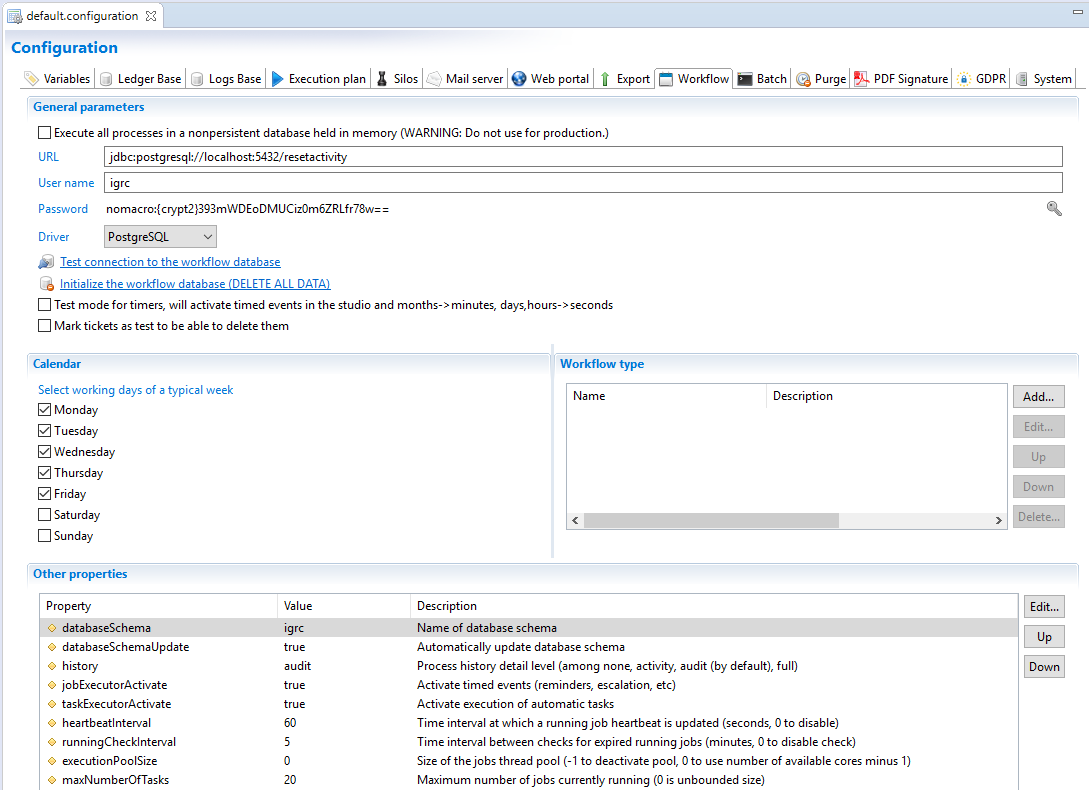 default.configuration
Configuration
Variables Ledger Base Logs Base Execution plan Silos Mail server Web portal Export Workflow Batch Purge PDF Signature GDPR System
General parameters
Execute all processes in a nonpersistent database held in memory (WARNING: Do not use for production.)
URL jdbc:postgresql://localhost:5432/resetactivity
User name igrc
Password nomacro:{crypt2}393mWDEoDMUCiz0m6ZRLfr78w==
Driver PostgreSQL
Test connection to the workflow database
Initialize the workflow database (DELETE ALL DATA)
Test mode for timers, will activate timed events in the studio and months->minutes, days,hours->seconds
Mark tickets as test to be able to delete them
Calendar
Select working days of a typical week
Monday
Tuesday
Wednesday
Thursday
Friday
Saturday
Sunday
Workflow type
Name Description
Add...
Edit...
Up
Down
Delete...
Other properties
Property Value Description
databaseSchema igrc Name of database schema
databaseSchemaUpdate true Automatically update database schema
history audit Process history detail level (among none, activity, audit (by default), full)
jobExecutorActivate true Activate timed events (reminders, escalation, etc)
taskExecutorActivate true Activate execution of automatic tasks
heartbeatInterval 60 Time interval at which a running job heartbeat is updated (seconds, 0 to disable)
runningCheckInterval 5 Time interval between checks for expired running jobs (minutes, 0 to disable check)
executionPoolSize 0 Size of the jobs thread pool (-1 to deactivate pool, 0 to use number of available cores minus 1)
maxNumberOfTasks 20 Maximum number of jobs currently running (0 is unbounded size)
Edit...
Up
Down